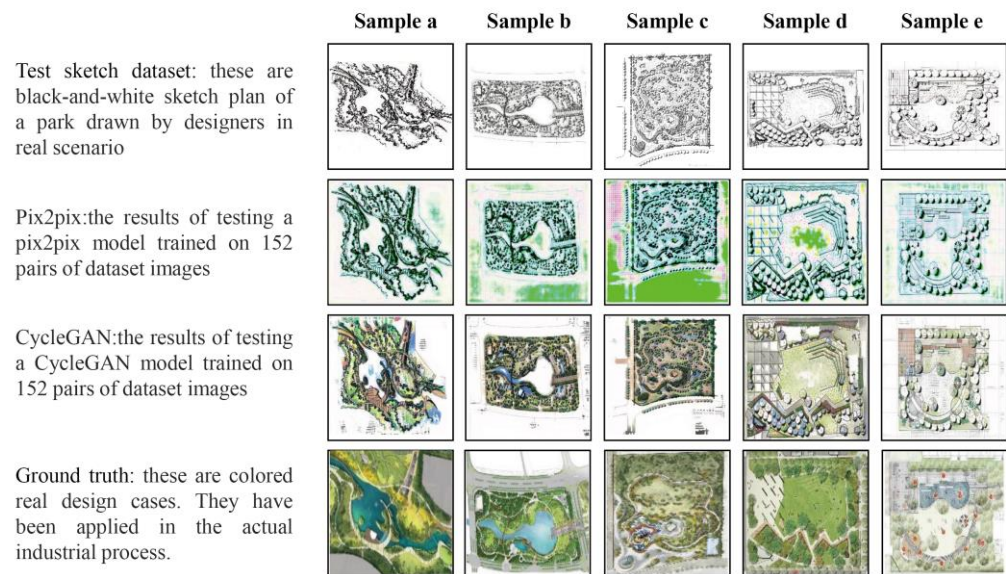 Sample a Sample b Sample c Sample d Sample e
Test sketch dataset: these are
black-and-white sketch plan of
a park drawn by designers in
real scenario
Pix2pix:the results of testing a
pix2pix model trained on 152
pairs of dataset images
CycleGAN:the results of testing
a CycleGAN model trained on
152 pairs of dataset images
Ground truth: these are colored
real design cases. They have
been applied in the actual
industrial process.